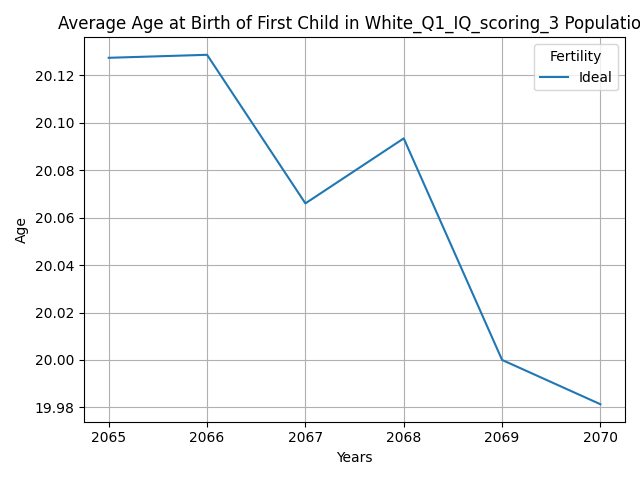 Average Age at Birth of First Child in White_Q1_IQ_scoring_3 Populatio
Fertility
Ideal
20.12
20.10
20.08
20.06
20.04
20.02
20.00
19.98
Age
2065 2066 2067 2068 2069 2070
Years